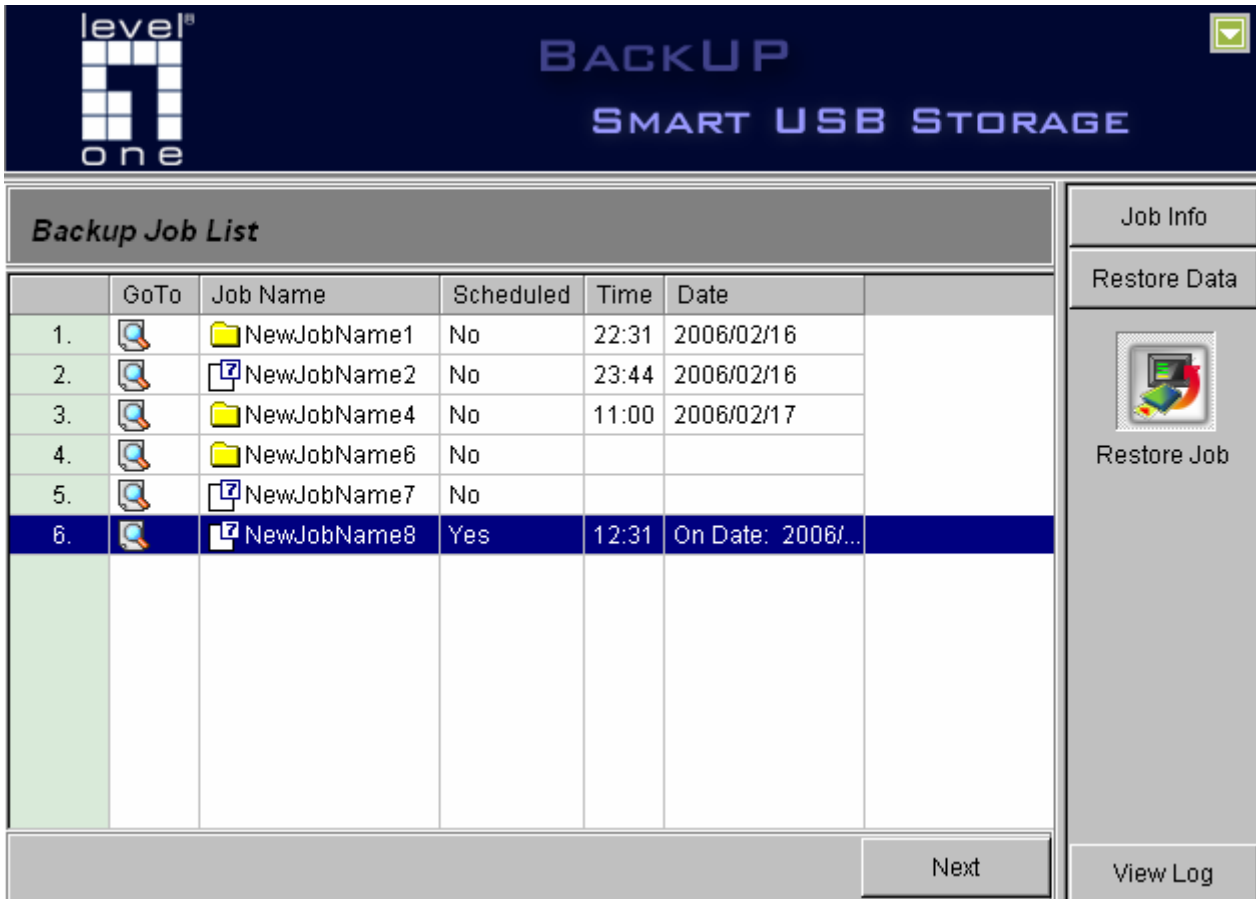 level®
one
BACKUP
SMART USB STORAGE
Backup Job List
Job Info
Restore Data
Restore Job
View Log
GoTo Job Name Scheduled Time Date
1. NewJobName1 No 22:31 2006/02/16
2. ? NewJobName2 No 23:44 2006/02/16
3. NewJobName4 No 11:00 2006/02/17
4. NewJobName6 No
5. ? NewJobName7 No
6. ? NewJobName8 Yes 12:31 On Date: 2006/...
Next